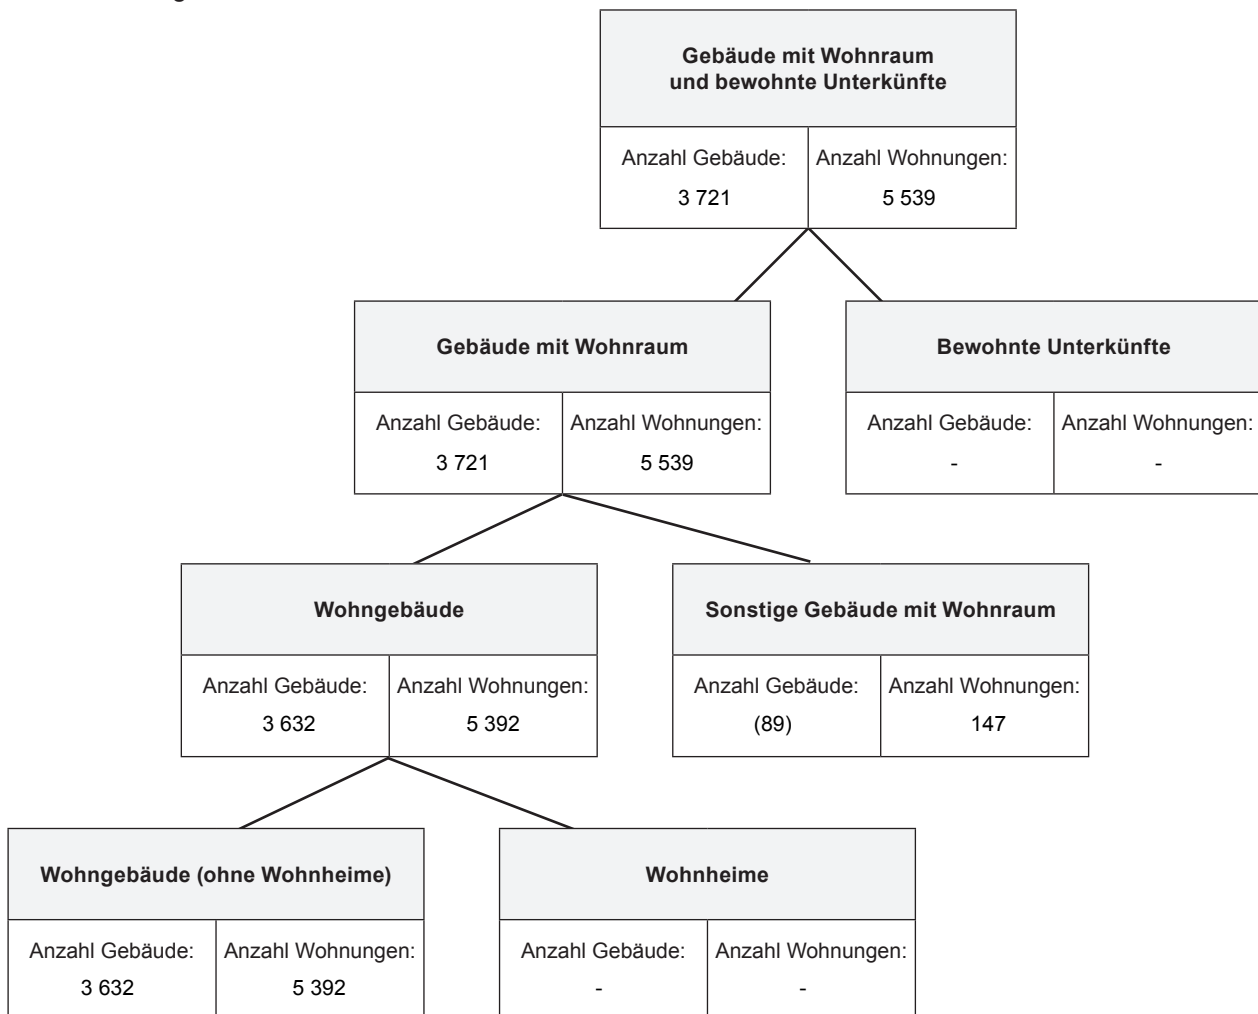 Gebäude mit Wohnraum
und bewohnte Unterkünfte
Anzahl Gebäude: Anzahl Wohnungen:
3 721 5 539
Gebäude mit Wohnraum
Anzahl Gebäude: Anzahl Wohnungen:
3 721 5 539
Bewohnte Unterkünfte
Anzahl Gebäude: Anzahl Wohnungen:
- -
Wohngebäude
Anzahl Gebäude: Anzahl Wohnungen:
3 632 5 392
Sonstige Gebäude mit Wohnraum
Anzahl Gebäude: Anzahl Wohnungen:
(89) 147
Wohngebäude (ohne Wohnheime)
Anzahl Gebäude: Anzahl Wohnungen:
3 632 5 392
Wohnheime
Anzahl Gebäude: Anzahl Wohnungen:
- -